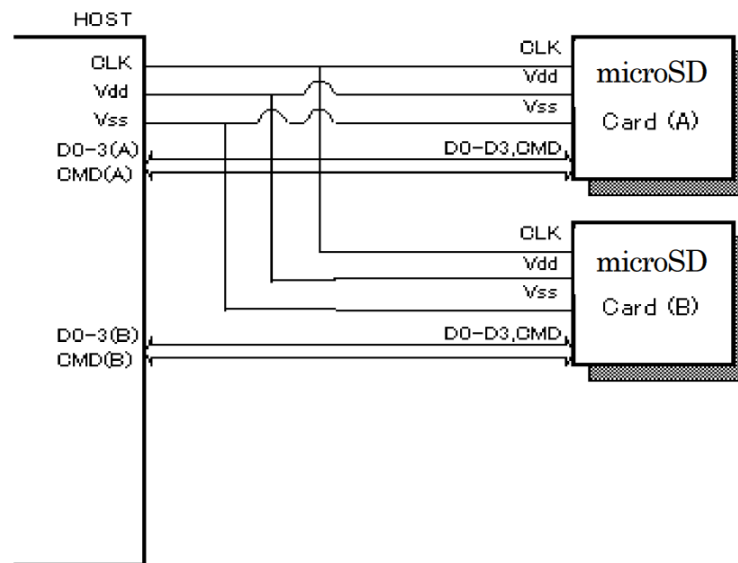 HOST
CLK
Vdd
Vss
D0-3(A)
CMD(A)
CLK
Vdd
Vss
D0-D3,CMD
microSD
Card (A)
CLK
Vdd
Vss
D0-D3,CMD
microSD
Card (B)
D0-3(B)
CMD(B)